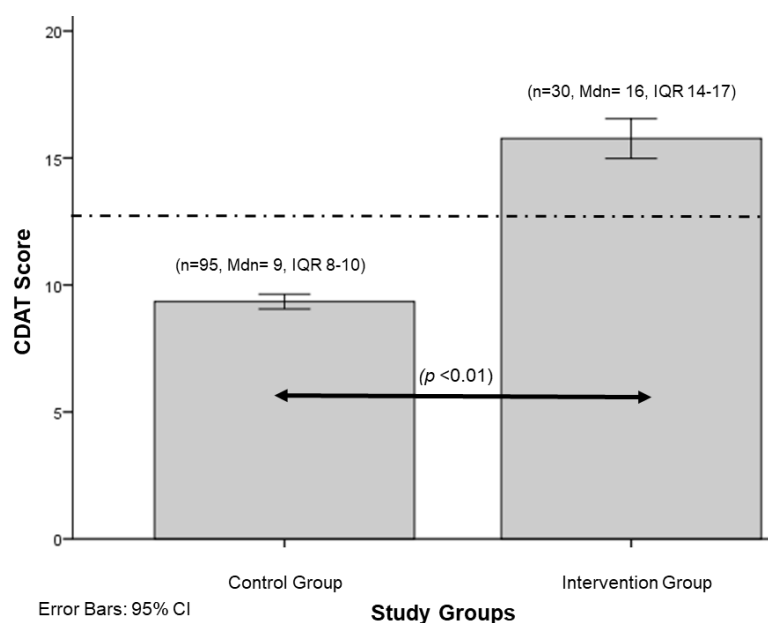 20
(n=30, Mdn= 16, IQR 14-17)
15
(n=95, Mdn= 9, IQR 8-10)
10
CDAT Score
(p <0.01)
5
0
Control Group
Intervention Group
Error Bars: 95% CI
Study Groups